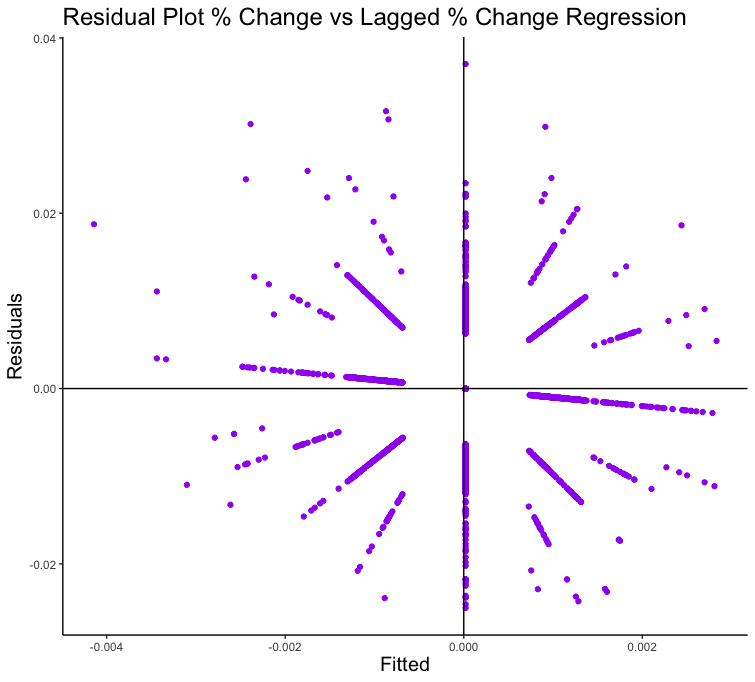 Residual Plot % Change vs Lagged % Change Regression
0.04
0.02
0.00
-0.02
Residuals
-0.004
-0.002
0.000
0.002
Fitted